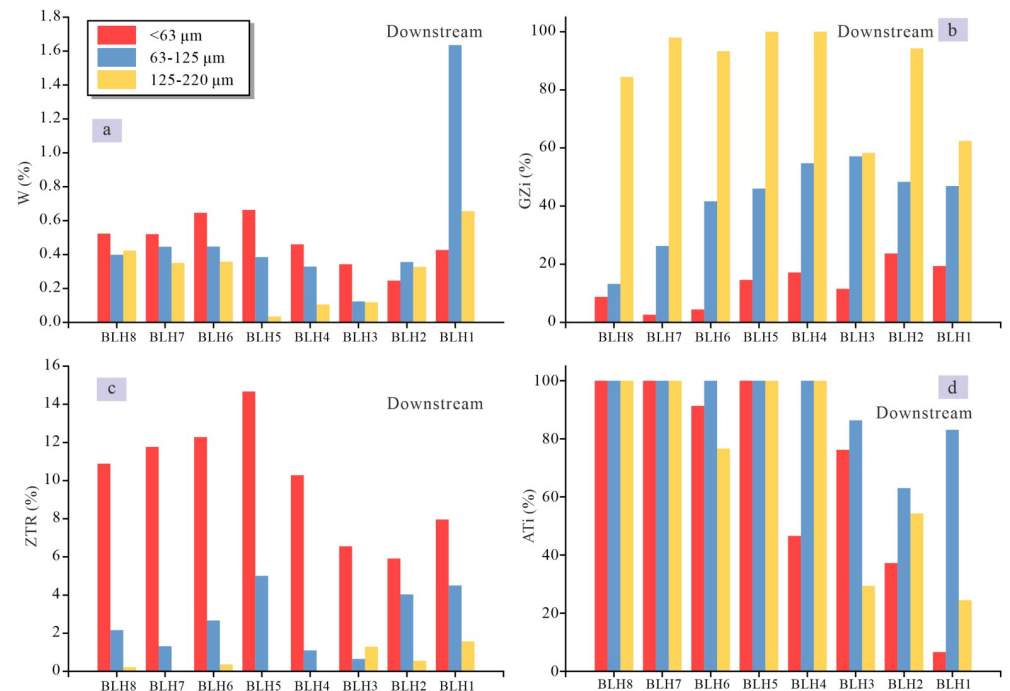 <63 μm
63-125 μm
125-220 μm
Downstream
a
W (%)
1.8
1.6
1.4
1.2
1.0
0.8
0.6
0.4
0.2
0.0
BLH8 BLH7 BLH6 BLH5 BLH4 BLH3 BLH2 BLH1
Downstream
b
GZi (%)
100
80
60
40
20
0
BLH8 BLH7 BLH6 BLH5 BLH4 BLH3 BLH2 BLH1
c
Downstream
ZTR (%)
16
14
12
10
8
6
4
2
0
BLH8 BLH7 BLH6 BLH5 BLH4 BLH3 BLH2 BLH1
d
Downstream
ATi (%)
100
80
60
40
20
0
BLH8 BLH7 BLH6 BLH5 BLH4 BLH3 BLH2 BLH1